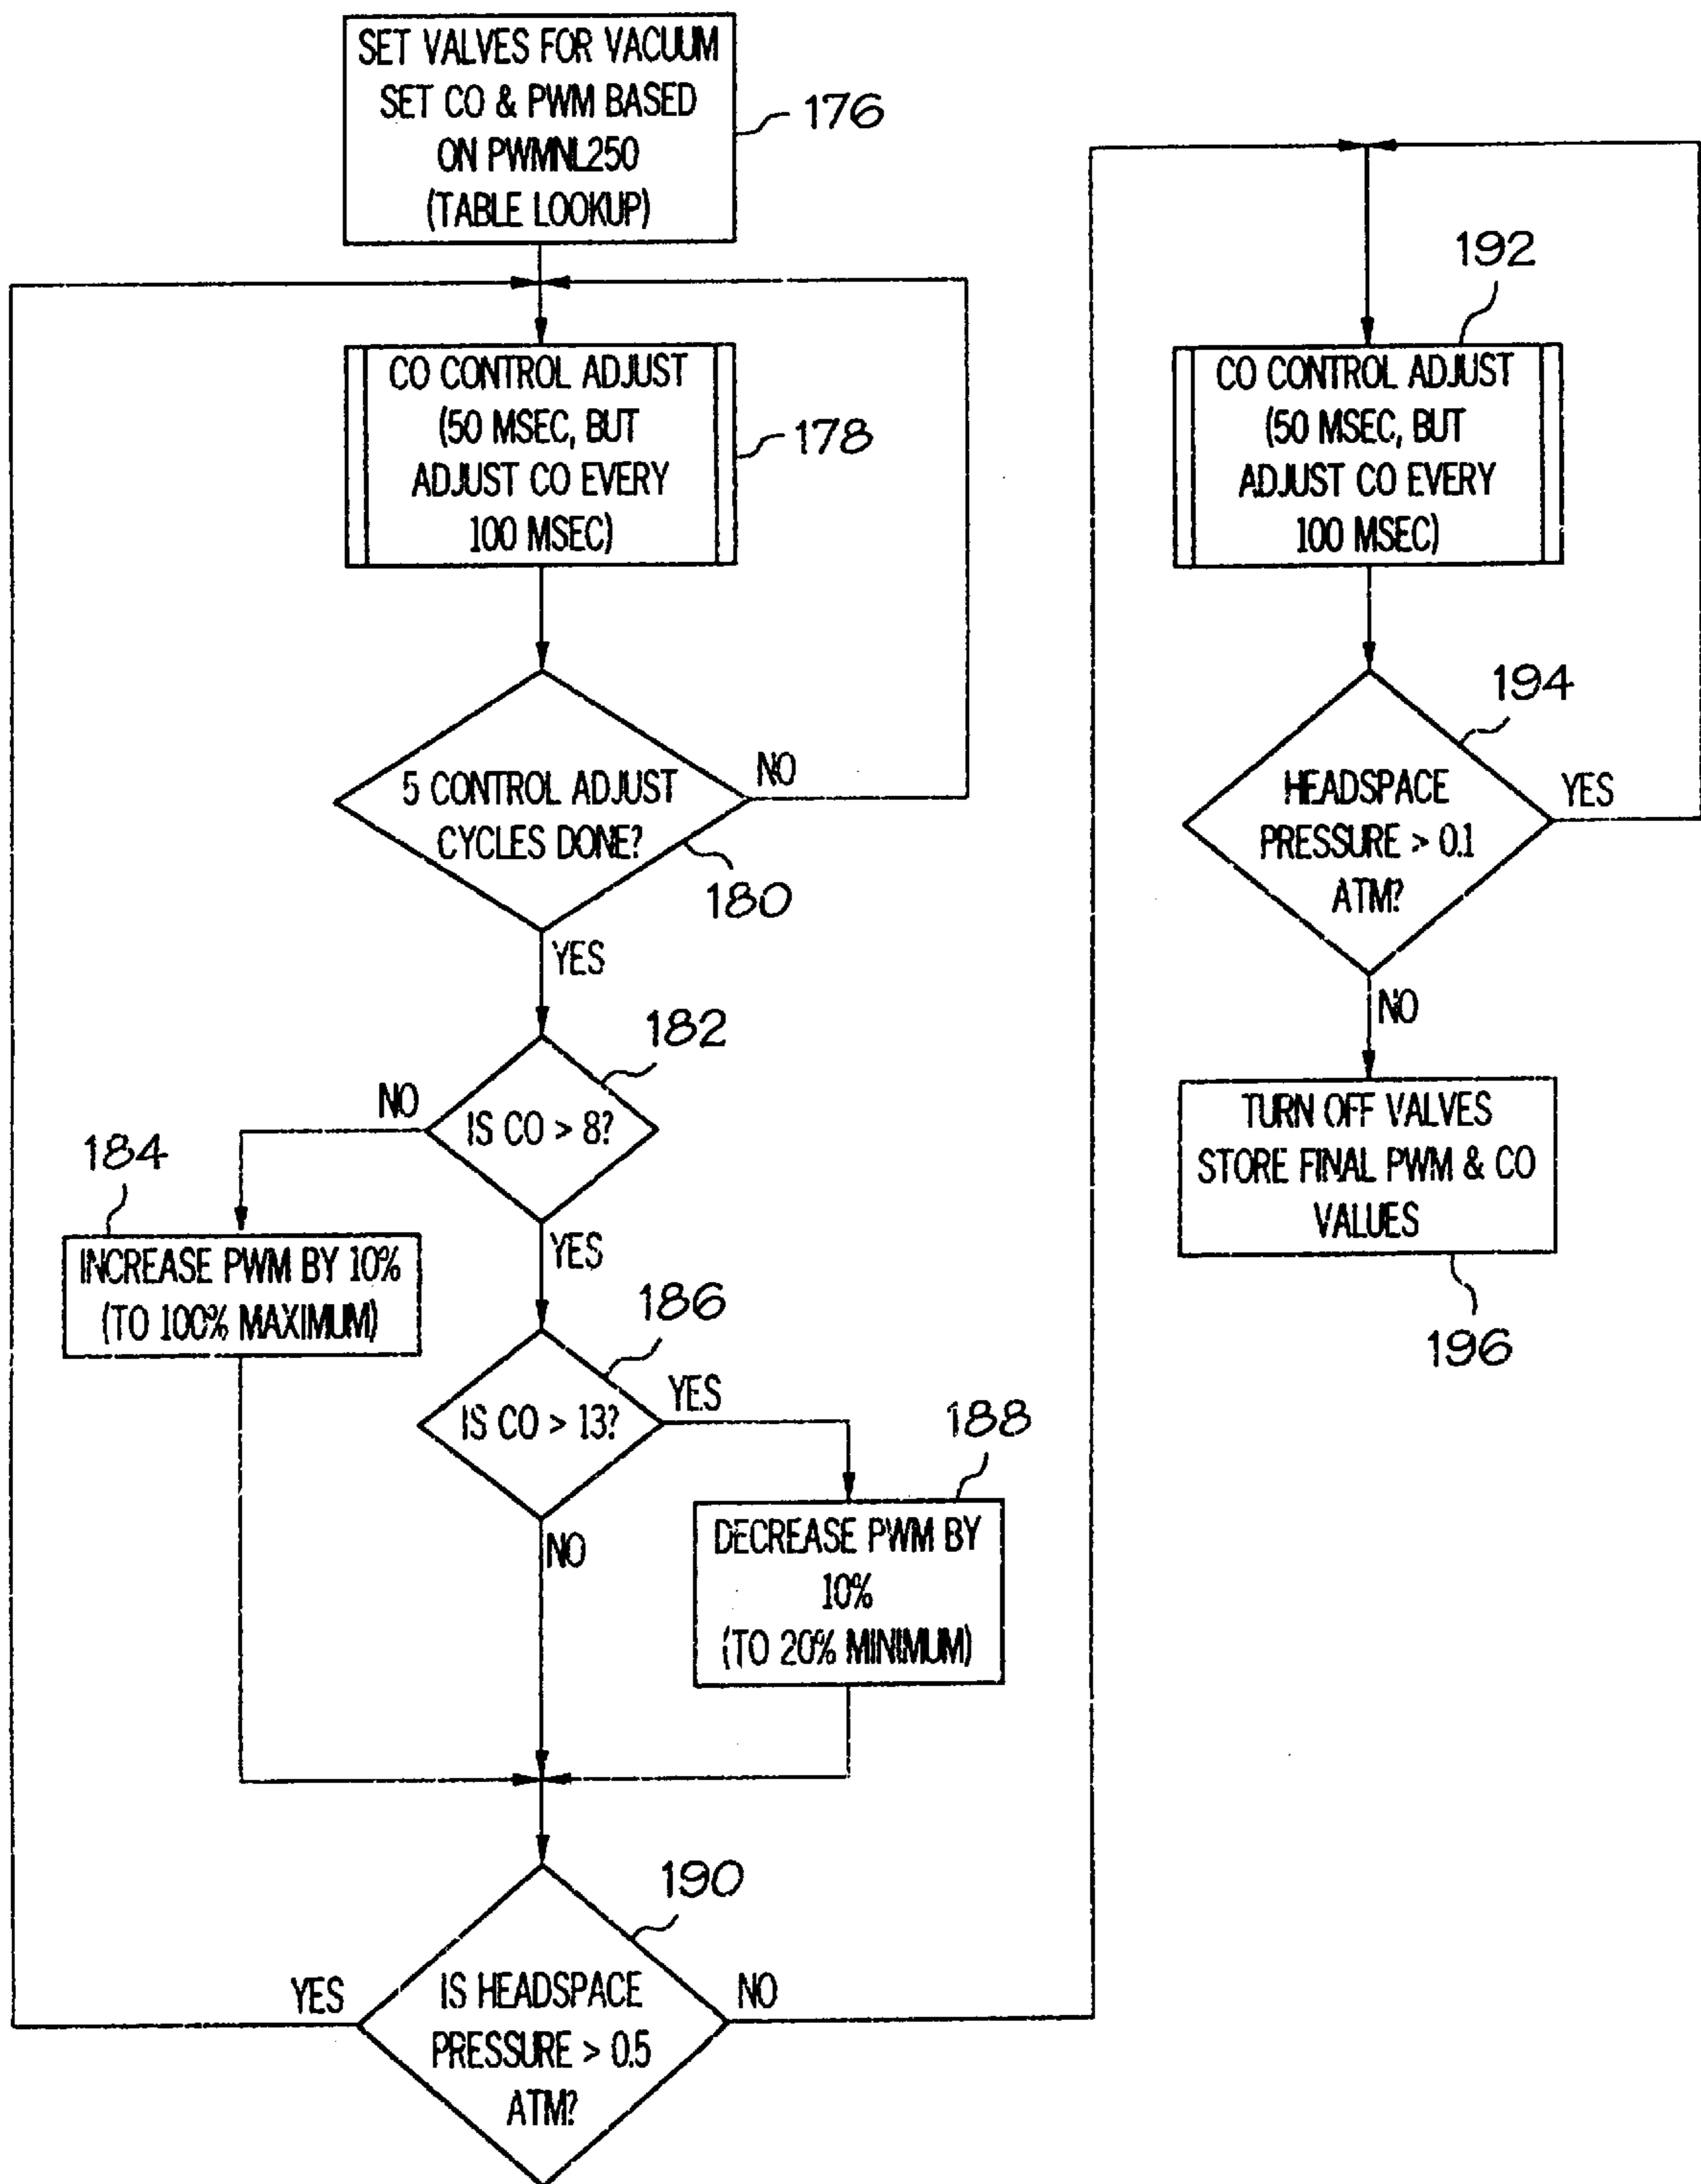 SET VALVES FOR VACUUM
SET CO & PWM BASED
ON PWMNL250
(TABLE LOOKUP)
176
CO CONTROL ADJUST
(50 MSEC, BUT
ADJUST CO EVERY
100 MSEC)
178
5 CONTROL ADJUST
CYCLES DONE?
NO
180
YES
182
IS CO > 8?
NO
184
INCREASE PWM BY 10%
(TO 100% MAXIMUM)
YES
186
IS CO > 13?
YES
188
DECREASE PWM BY
10%
(TO 20% MINIMUM)
NO
190
IS HEADSPACE
PRESSURE > 0.5
ATM?
YES
NO
192
CO CONTROL ADJUST
(50 MSEC, BUT
ADJUST CO EVERY
100 MSEC)
194
HEADSPACE
PRESSURE > 0.1
ATM?
YES
NO
TURN OFF VALVES
STORE FINAL PWM & CO
VALUES
196